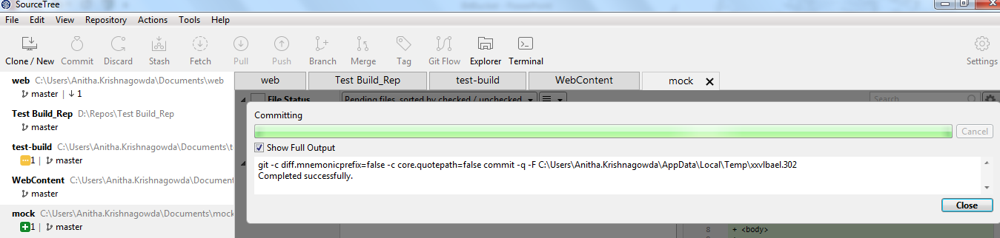 SourceTree
File Edit View Repository Actions Tools Help
Clone / New Commit Discard Stash Fetch Pull Push Branch Merge Tag Git Flow Explorer Terminal Settings
web C:\Users\Anitha.Krishnagowda\Documents\web
master | 1
Test Build_Rep D:\Repos\Test Build_Rep
master
test-build C:\Users\Anitha.Krishnagowda\Documents\t
1 | master
WebContent C:\Users\Anitha.Krishnagowda\Document
master
mock C:\Users\Anitha.Krishnagowda\Documents\mock
1 | master
web Test Build_Rep test-build WebContent mock
File Status Pending files, sorted by checked / unchecked Search
Committing
Cancel
Show Full Output
git -c diff.mnemonicprefix=false -c core.quotepath=false commit -q -F C:\Users\Anitha.Krishnagowda\AppData\Local\Temp\xxvlbael.302
Completed successfully.
Close
8 + <body>